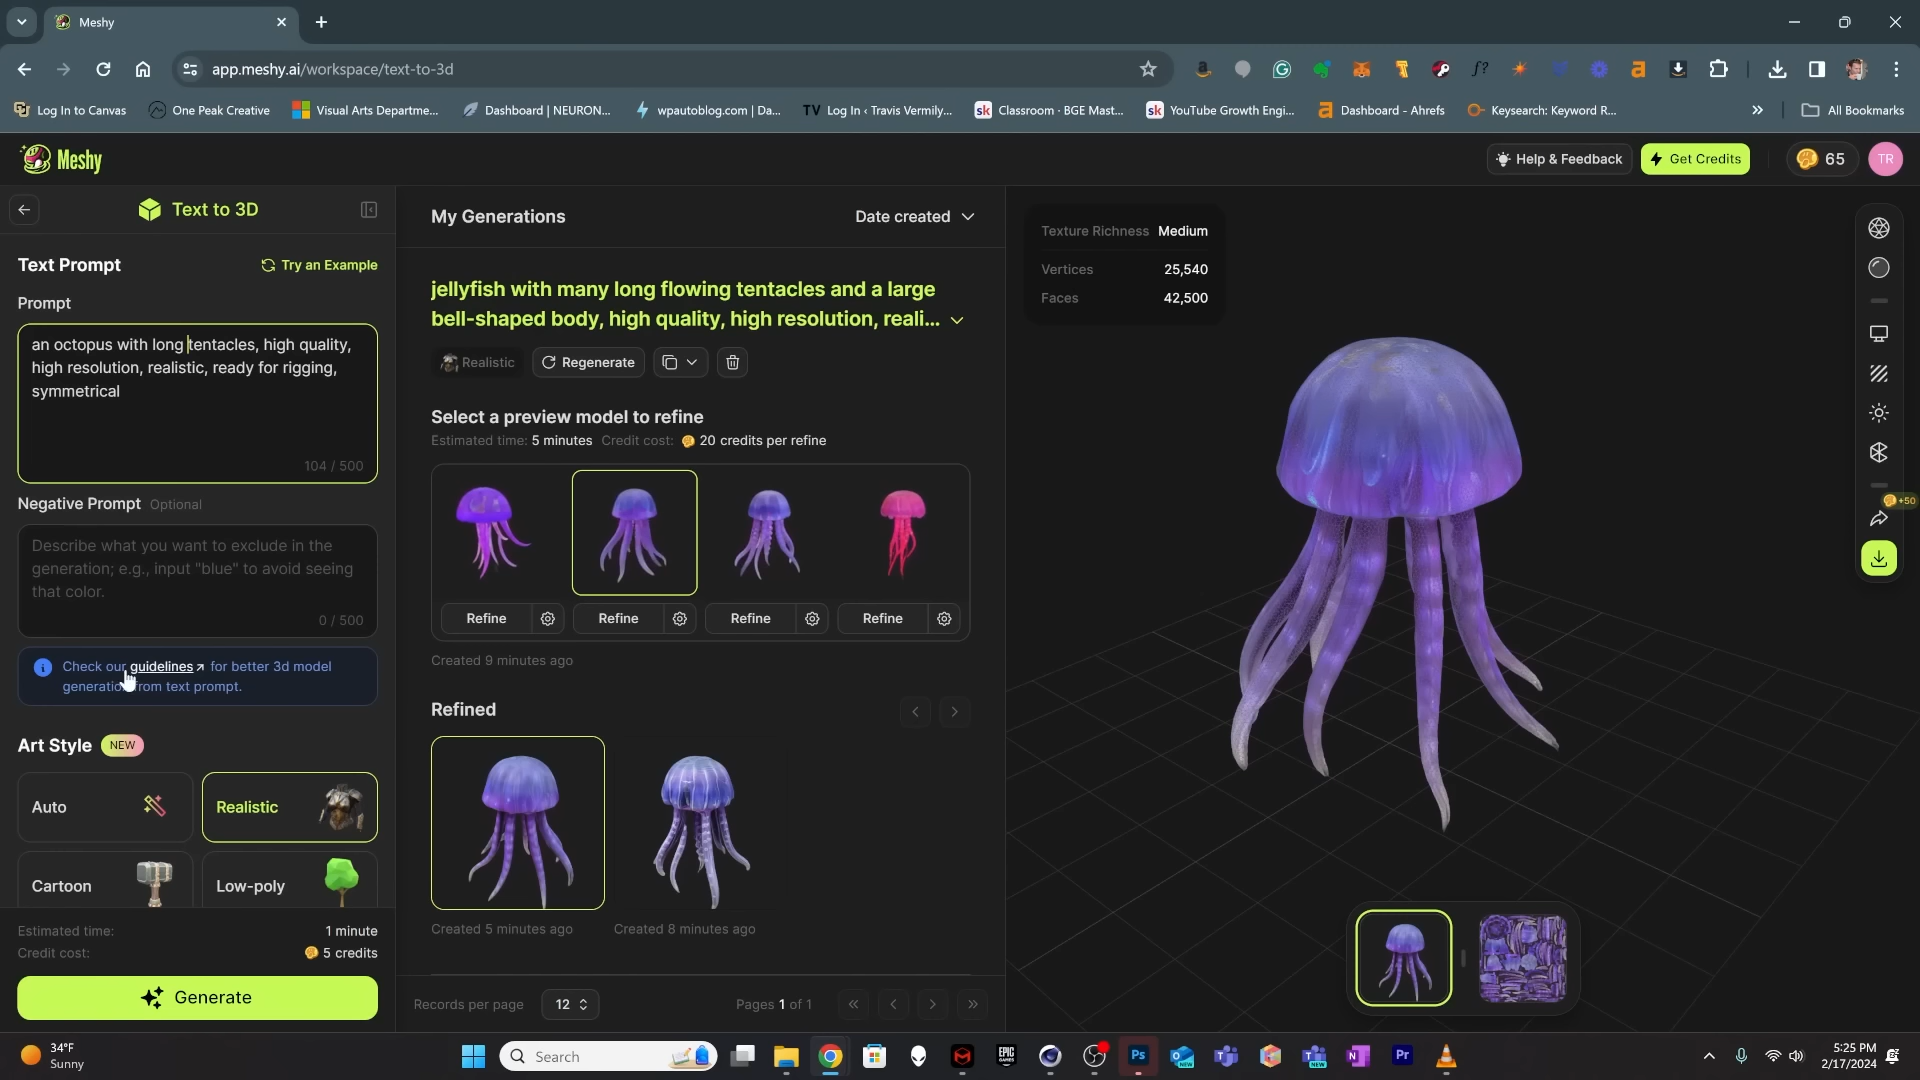 Meshy
app.meshy.ai/workspace/text-to-3d
Log In to Canvas
One Peak Creative
Visual Arts Departme...
Dashboard | NEURON...
wpautoblog.com | Da...
TV Log In ‹ Travis Vermily...
sk Classroom · BGE Mast...
sk YouTube Growth Engi...
Dashboard - Ahrefs
Keysearch: Keyword R...
All Bookmarks
Meshy
Help & Feedback
Get Credits
65
TR
Text to 3D
Text Prompt
Try an Example
Prompt
an octopus with long tentacles, high quality,
high resolution, realistic, ready for rigging,
symmetrical
104 / 500
Negative Prompt Optional
Describe what you want to exclude in the
generation; e.g., input "blue" to avoid seeing
that color.
0 / 500
Check our guidelines for better 3d model
generation from text prompt.
Art Style NEW
Auto
Realistic
Cartoon
Low-poly
Estimated time: 1 minute
Credit cost: 5 credits
Generate
My Generations
Date created
jellyfish with many long flowing tentacles and a large
bell-shaped body, high quality, high resolution, reali...
Realistic
Regenerate
Select a preview model to refine
Estimated time: 5 minutes Credit cost: 20 credits per refine
Refine
Refine
Refine
Refine
Created 9 minutes ago
Refined
Created 5 minutes ago
Created 8 minutes ago
Records per page
12
Pages 1 of 1
Texture Richness Medium
Vertices 25,540
Faces 42,500
+50
34°F
Sunny
Search
EPIC
GAMES
Ps
NEW
NEW
Pr
5:25 PM
2/17/2024